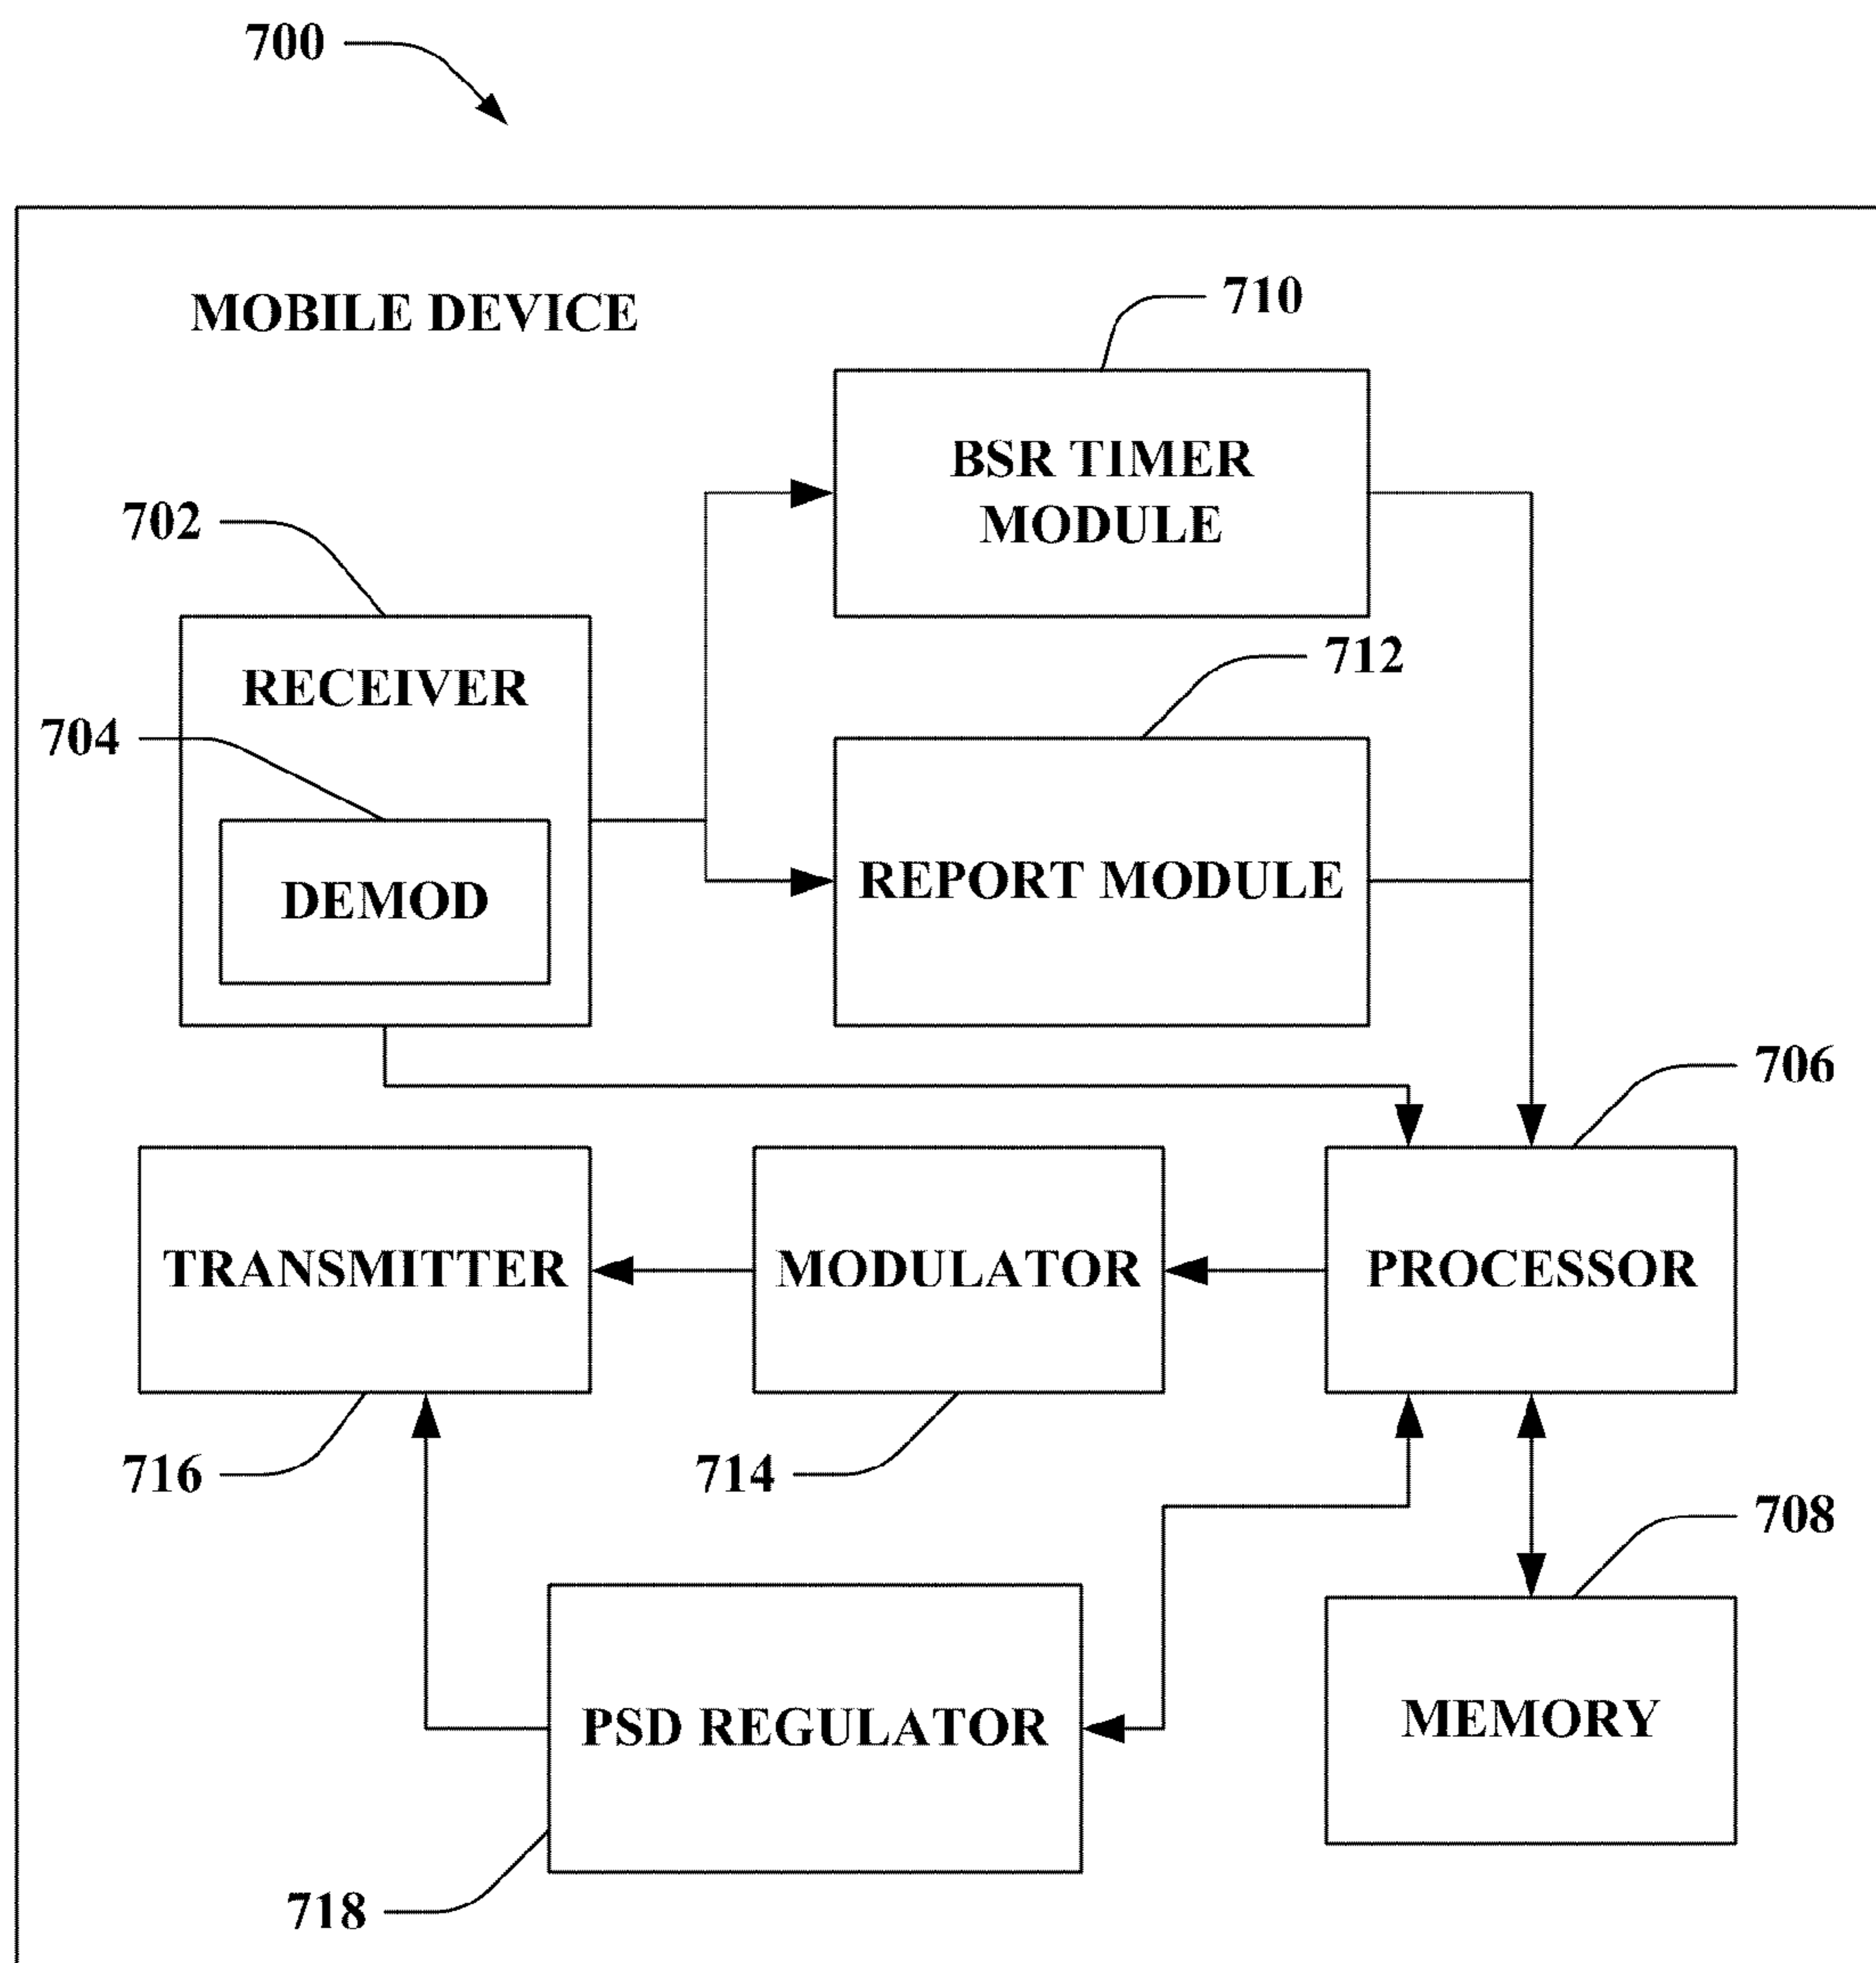 700
MOBILE DEVICE
710
BSR TIMER
MODULE
702
712
RECEIVER
704
DEMOD
REPORT MODULE
706
TRANSMITTER
MODULATOR
PROCESSOR
716
714
708
PSD REGULATOR
MEMORY
718